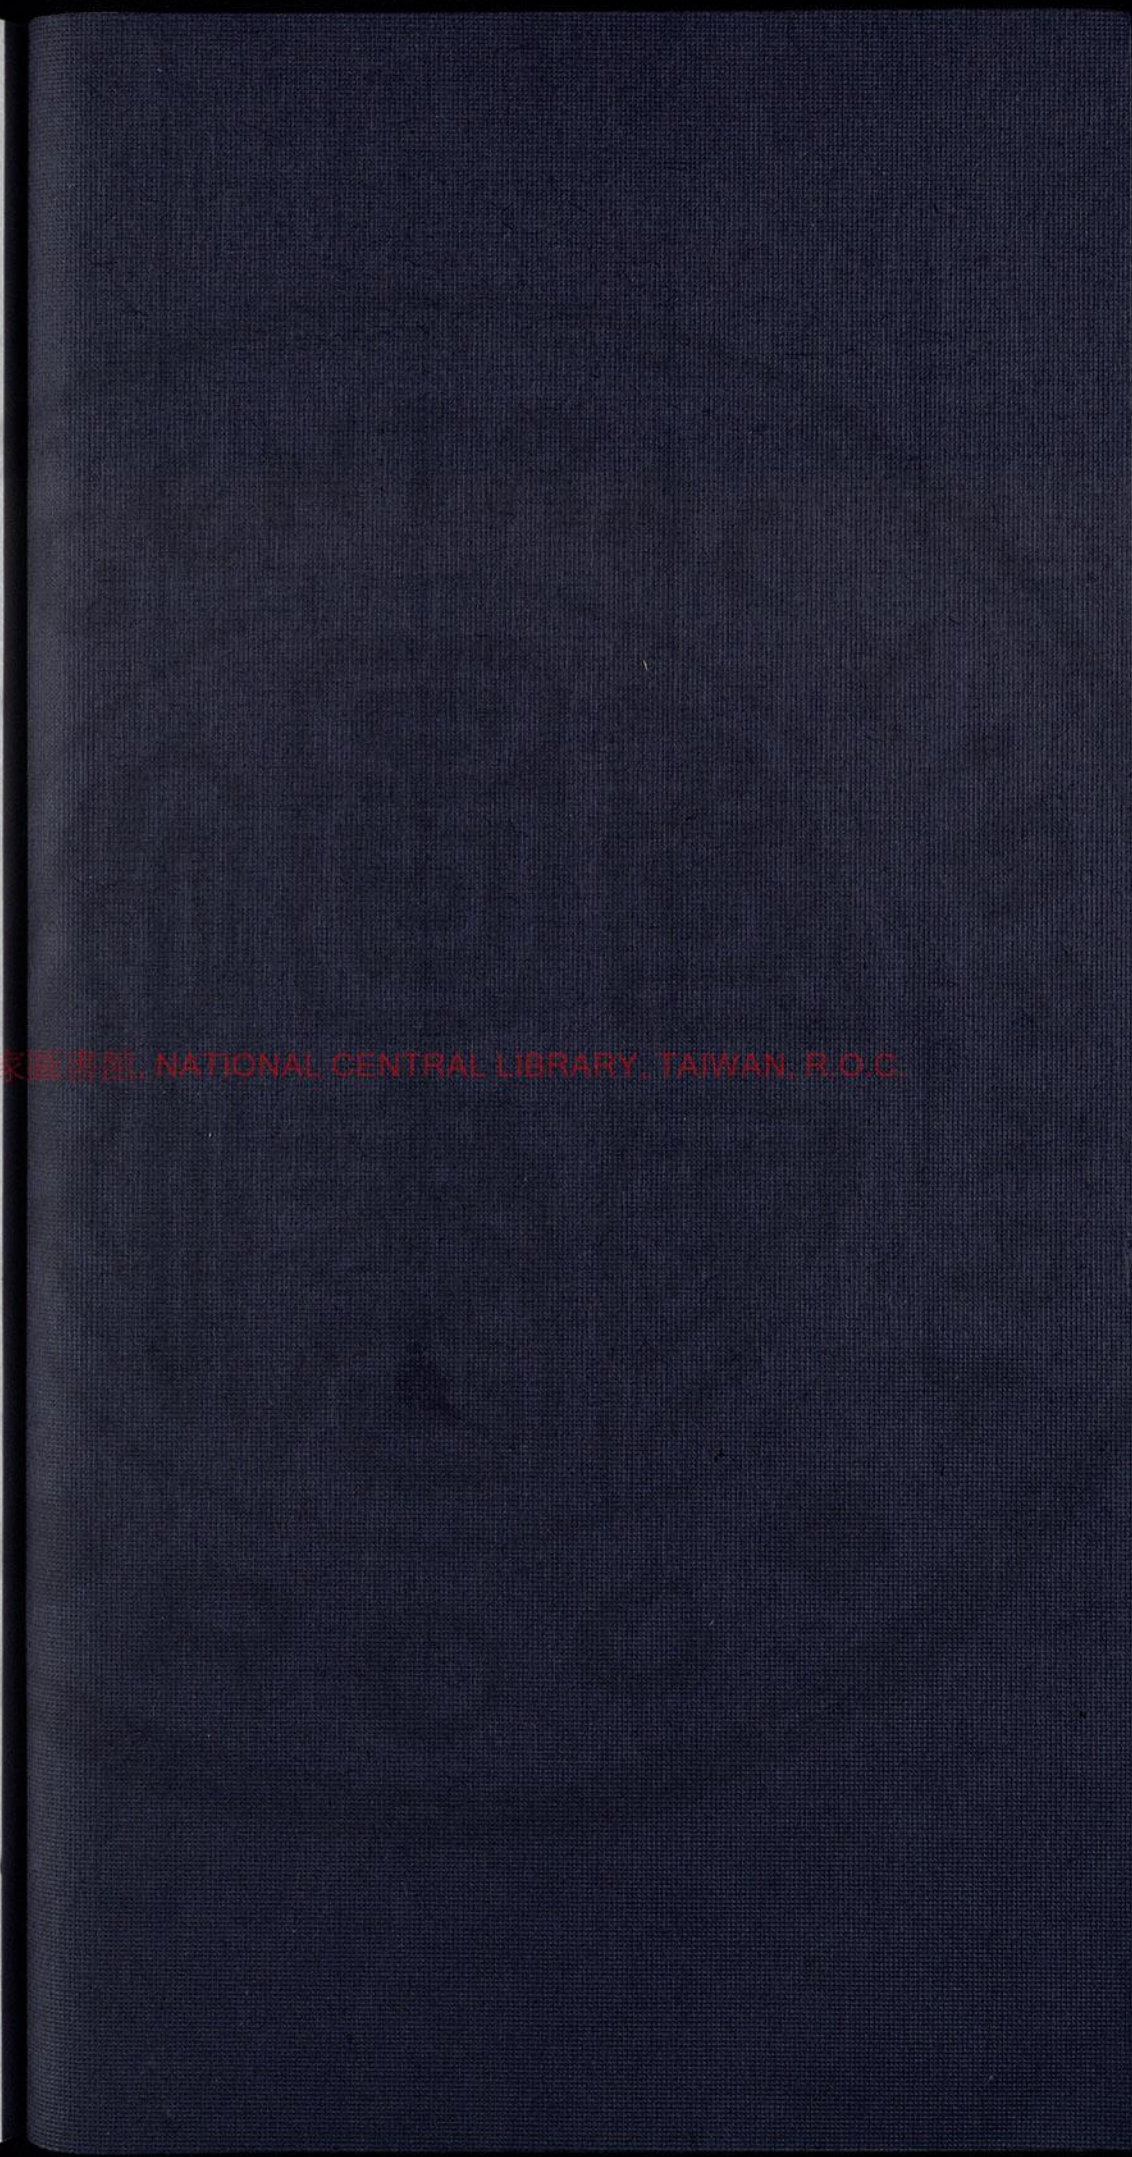 家圖書館, NATIONAL CENTRAL LIBRARY, TAIWAN, R.O.C.